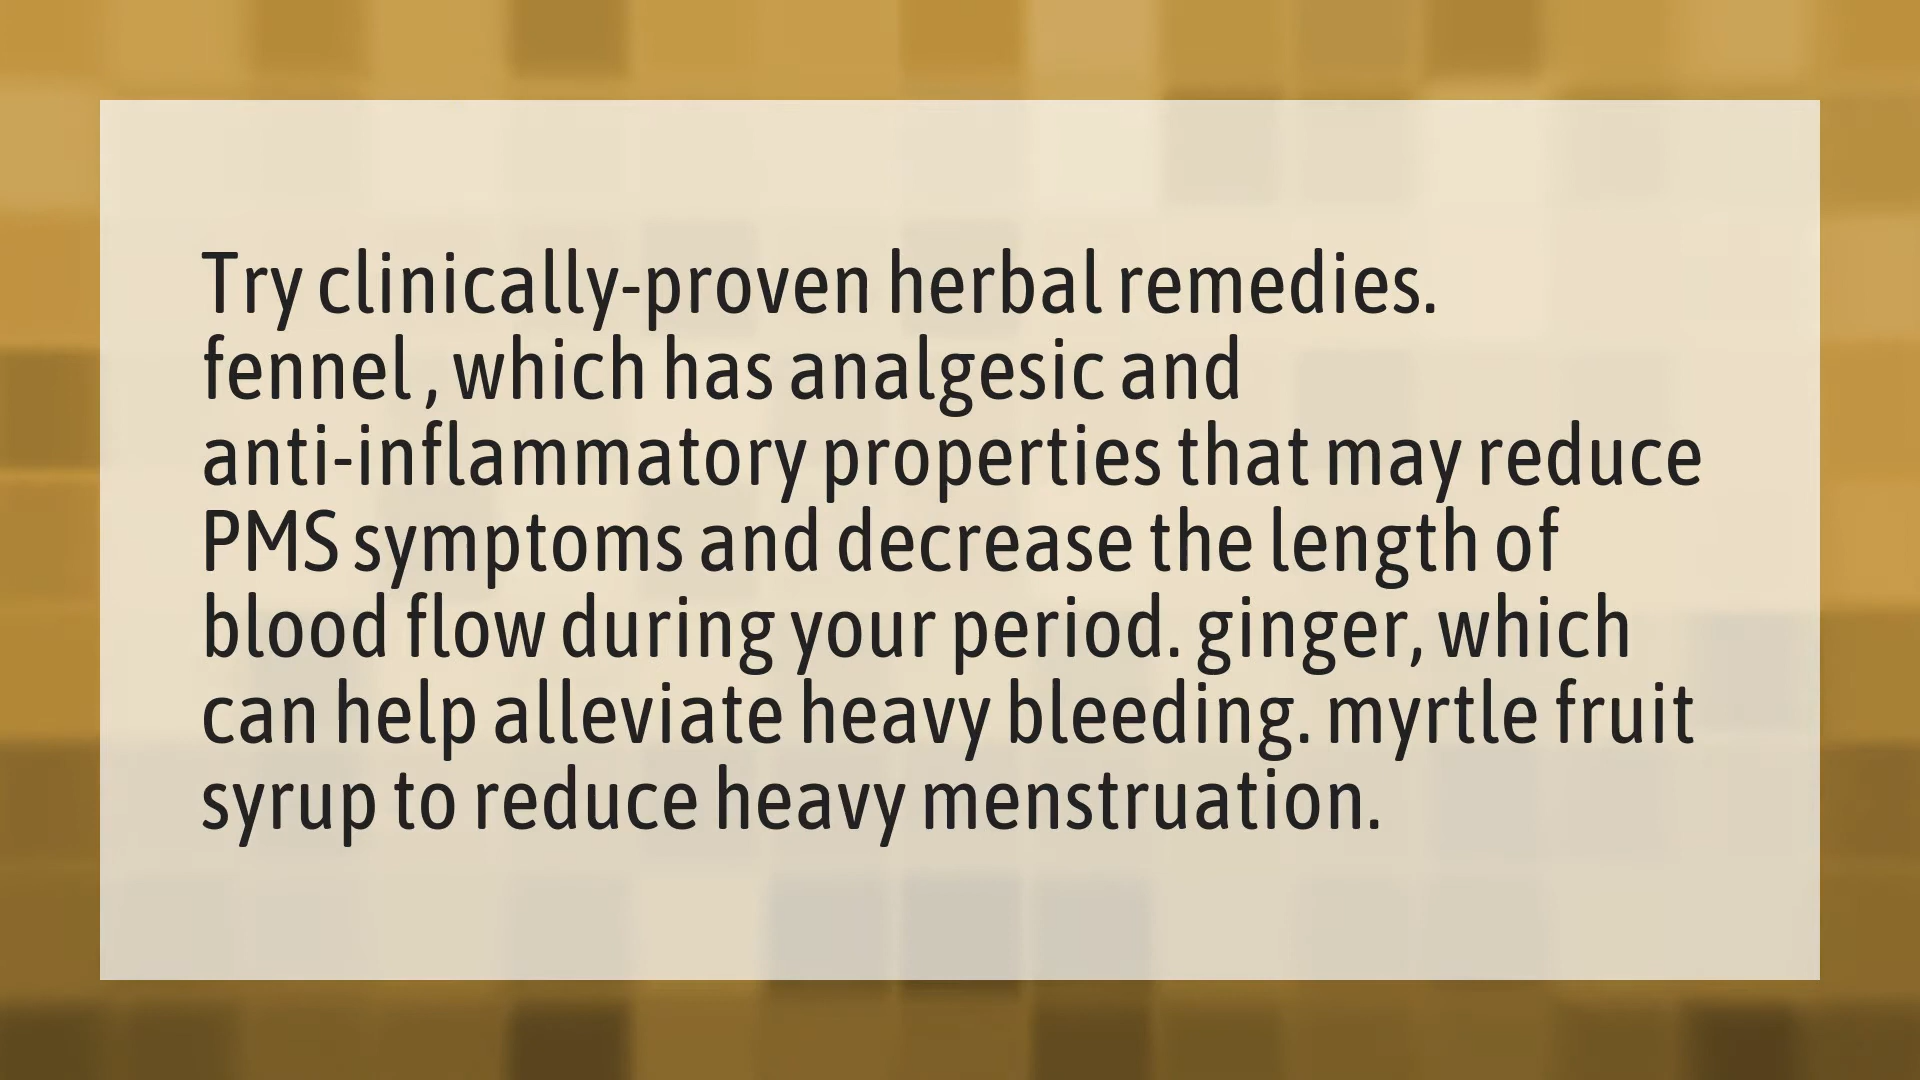 Try clinically-proven herbal remedies.
fennel , which has analgesic and
anti-inflammatory properties that may reduce
PMS symptoms and decrease the length of
blood flow during your period. ginger, which
can help alleviate heavy bleeding. myrtle fruit
syrup to reduce heavy menstruation.